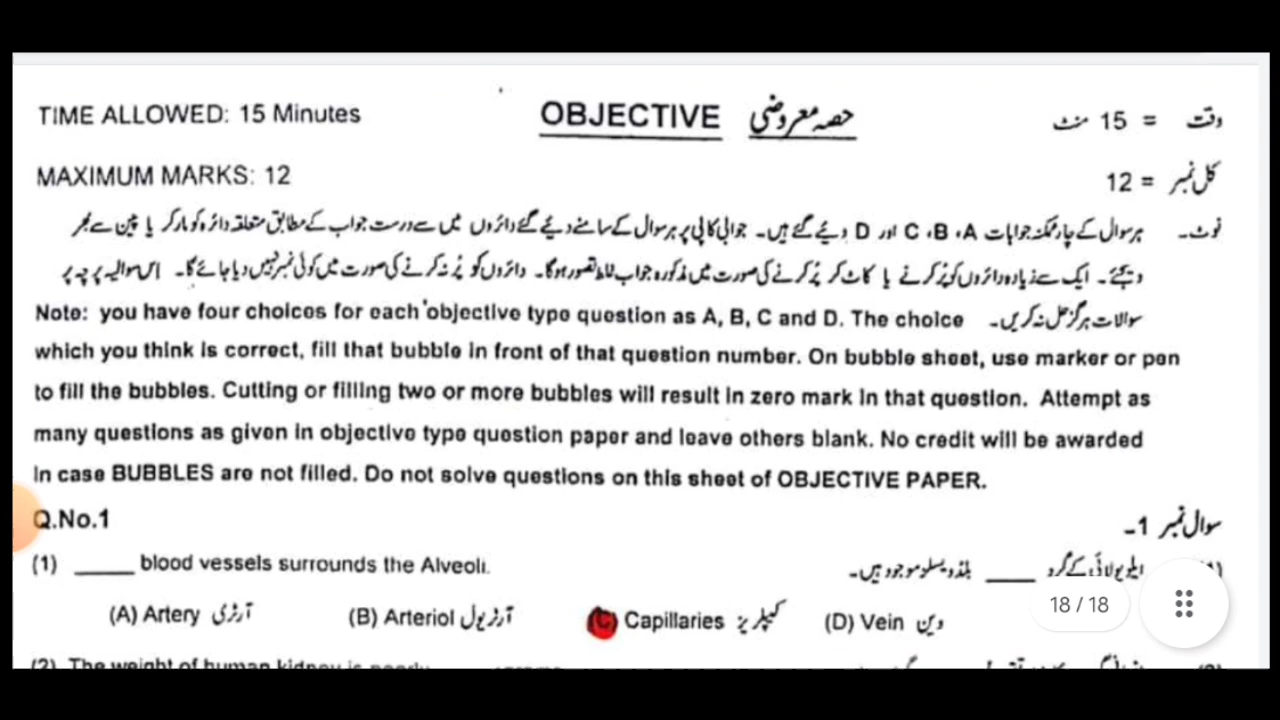 TIME ALLOWED: 15 Minutes OBJECTIVE حصہ معروضی وقت = 15 منٹ
MAXIMUM MARKS: 12 کل نمبر = 12
نوٹ۔ ہر سوال کے چار ممکنہ جوابات A، B، C اور D دیئے گئے ہیں۔ جوابی کاپی پر ہر سوال کے سامنے دیئے گئے دائروں میں سے درست جواب کے مطابق متعلقہ دائرہ کو مارکر یا پین سے بھر
دیجئے۔ ایک سے زیادہ دائروں کو پُر کرنے یا کاٹ کر پُر کرنے کی صورت میں مذکورہ جواب غلط تصور ہوگا۔ دائروں کو پُر نہ کرنے کی صورت میں کوئی نمبر نہیں دیا جائے گا۔ اس سوالیہ پرچہ پر
سوالات ہرگز حل نہ کریں۔ Note: you have four choices for each objective type question as A, B, C and D. The choice
which you think is correct, fill that bubble in front of that question number. On bubble sheet, use marker or pen
to fill the bubbles. Cutting or filling two or more bubbles will result in zero mark in that question. Attempt as
many questions as given in objective type question paper and leave others blank. No credit will be awarded
in case BUBBLES are not filled. Do not solve questions on this sheet of OBJECTIVE PAPER.
Q.No.1 سوال نمبر 1۔
(1) _____ blood vessels surrounds the Alveoli. ایلویولائی کے گرد _____ بلڈ ویسلز موجود ہیں۔
18 / 18
(A) Artery آرٹری (B) Arteriol آرٹریول (C) Capillaries کیپلریز (D) Vein وین
(2) The weight of human kidney is nearly